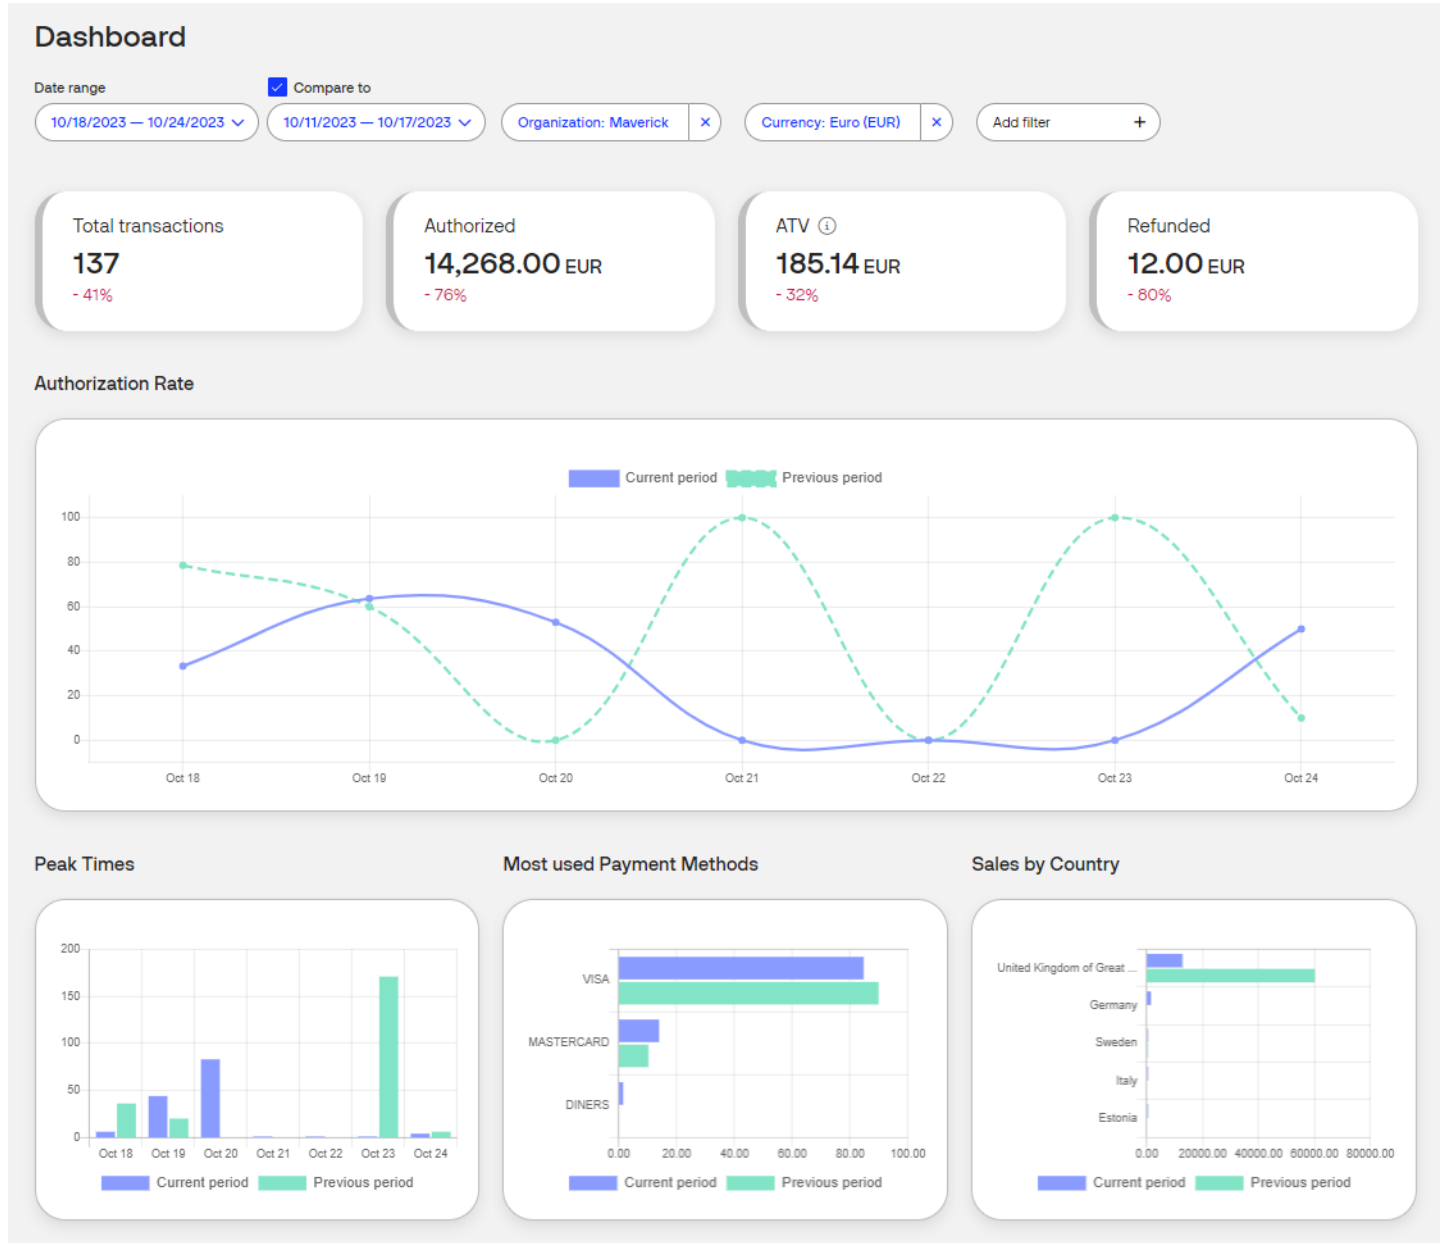 Dashboard
Date range
Compare to
10/18/2023 — 10/24/2023
10/11/2023 — 10/17/2023
Organization: Maverick
Currency: Euro (EUR)
Add filter
Total transactions
137
- 41%
Authorized
14,268.00 EUR
- 76%
ATV
185.14 EUR
- 32%
Refunded
12.00 EUR
- 80%
Authorization Rate
Current period Previous period
100
80
60
40
20
0
Oct 18 Oct 19 Oct 20 Oct 21 Oct 22 Oct 23 Oct 24
Peak Times
200
150
100
50
0
Oct 18 Oct 19 Oct 20 Oct 21 Oct 22 Oct 23 Oct 24
Current period Previous period
Most used Payment Methods
VISA
MASTERCARD
DINERS
0.00 20.00 40.00 60.00 80.00 100.00
Current period Previous period
Sales by Country
United Kingdom of Great ...
Germany
Sweden
Italy
Estonia
0.00 20000.00 40000.00 60000.00 80000.00
Current period Previous period